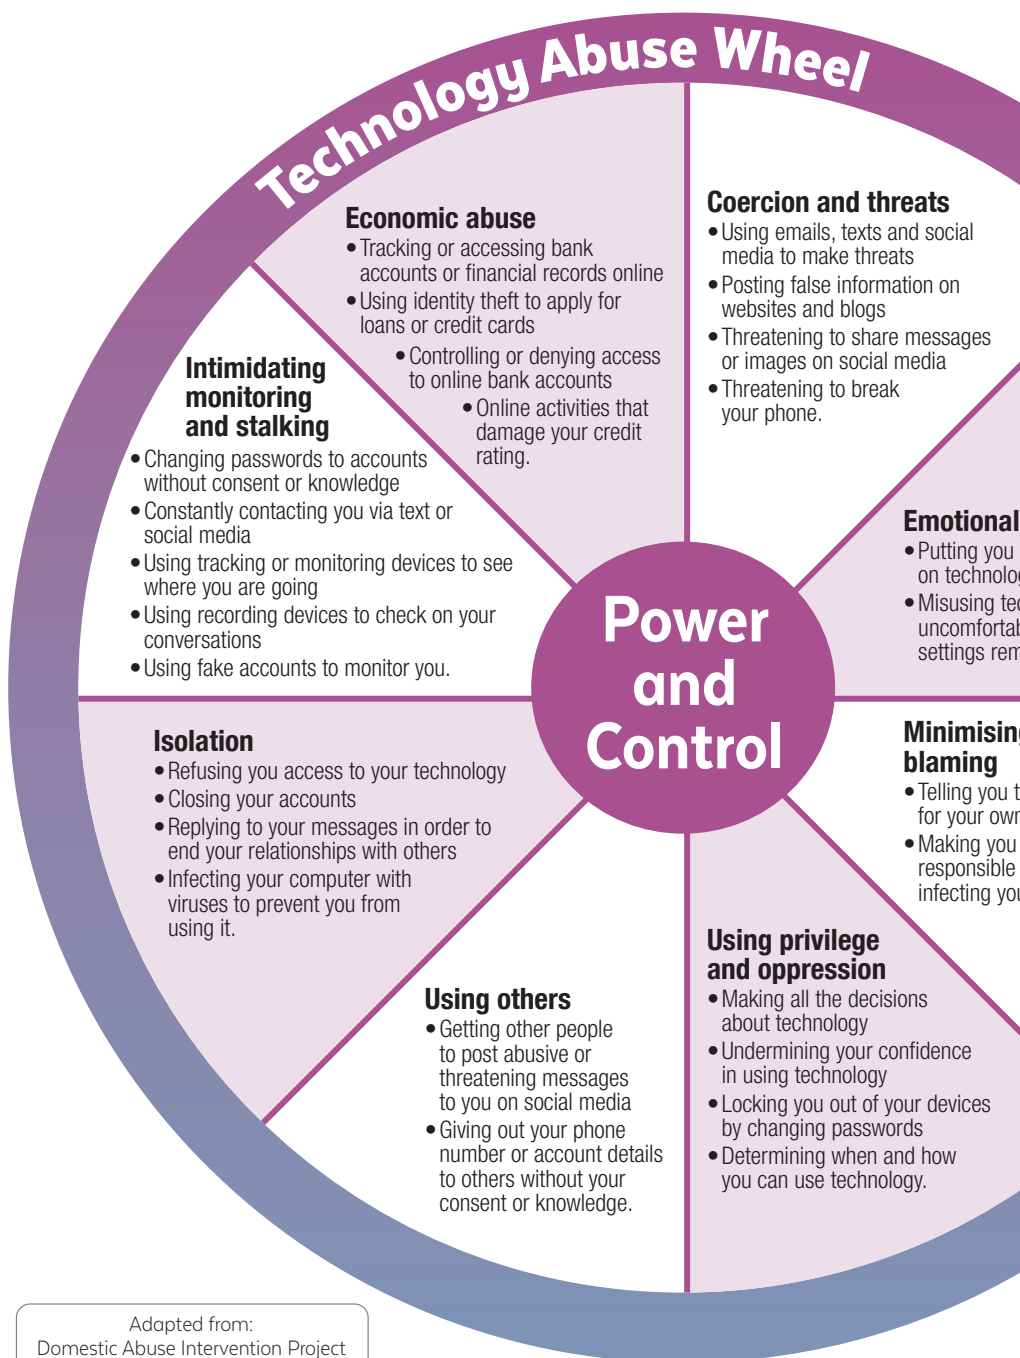 Technology Abuse Wheel
Economic abuse
• Tracking or accessing bank
accounts or financial records online
• Using identity theft to apply for
loans or credit cards
• Controlling or denying access
to online bank accounts
• Online activities that
damage your credit
rating.
Coercion and threats
• Using emails, texts and social
media to make threats
• Posting false information on
websites and blogs
• Threatening to share messages
or images on social media
• Threatening to break
your phone.
Intimidating
monitoring
and stalking
• Changing passwords to accounts
without consent or knowledge
• Constantly contacting you via text or
social media
• Using tracking or monitoring devices to see
where you are going
• Using recording devices to check on your
conversations
• Using fake accounts to monitor you.
Emotional
• Putting you
on
• Misusing
settings
Power
and
Control
Isolation
• Refusing you access to your technology
• Closing your accounts
• Replying to your messages in order to
end your relationships with others
• Infecting your computer with
viruses to prevent you from
using it.
blaming
• Telling you
for your
• Making you
responsible
infecting
Using others
• Getting other people
to post abusive or
threatening messages
to you on social media
• Giving out your phone
number or account details
to others without your
consent or knowledge.
Using privilege
and oppression
• Making all the decisions
about technology
• Undermining your confidence
in using technology
• Locking you out of your devices
by changing passwords
• Determining when and how
you can use technology.
Adapted from:
Domestic Abuse Intervention Project